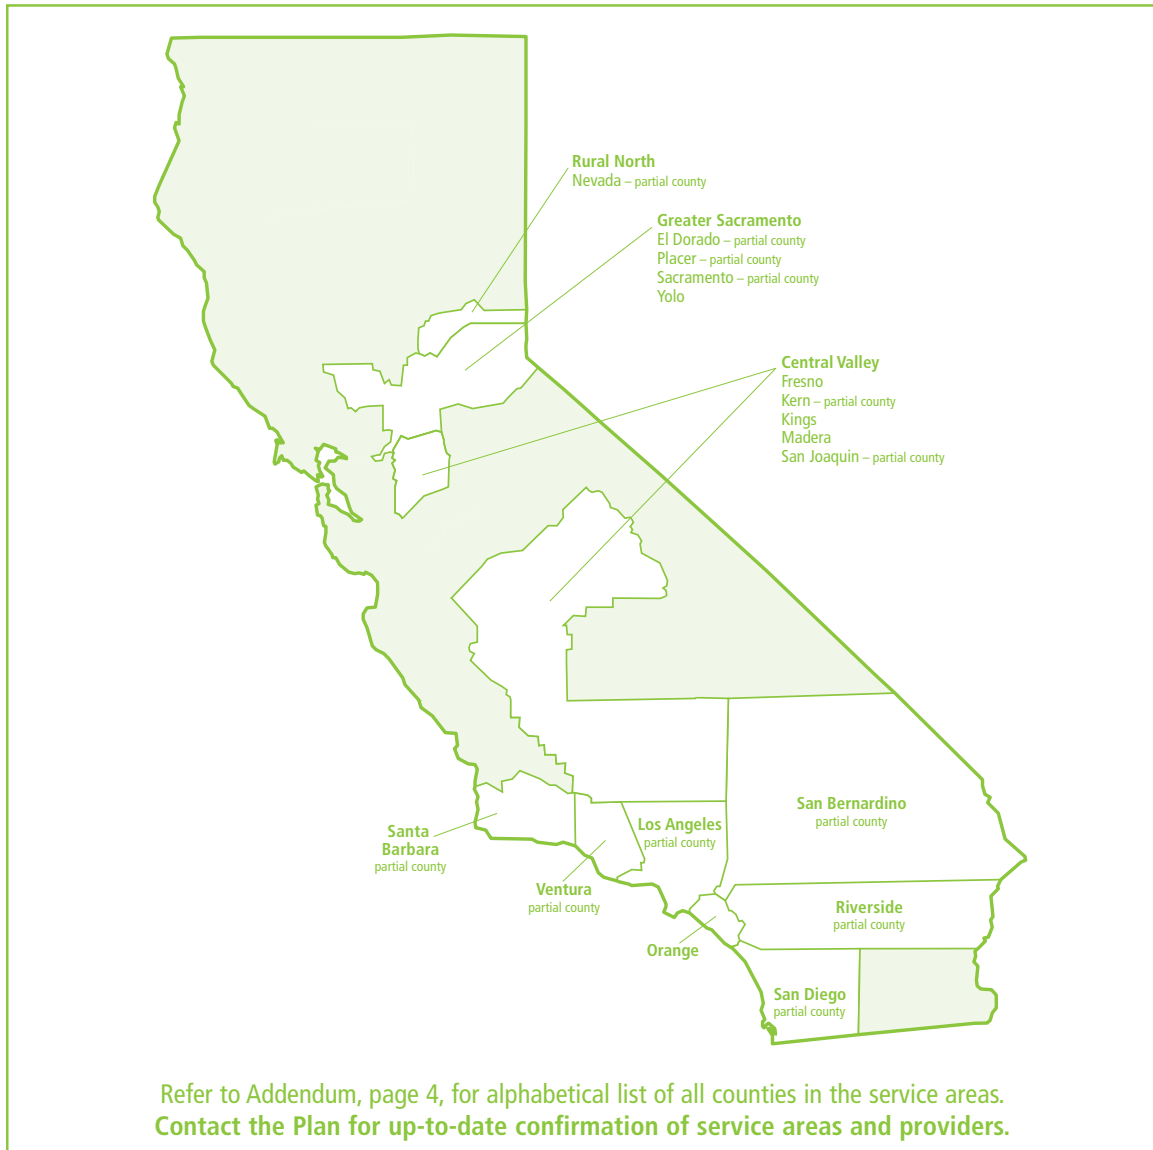 Rural North
Nevada – partial county
Greater Sacramento
El Dorado – partial county
Placer – partial county
Sacramento – partial county
Yolo
Central Valley
Fresno
Kern – partial county
Kings
Madera
San Joaquin – partial county
San Bernardino
partial county
Los Angeles
partial county
Santa
Barbara
partial county
Ventura
partial county
Riverside
partial county
Orange
San Diego
partial county
Refer to Addendum, page 4, for alphabetical list of all counties in the service areas.
Contact the Plan for up-to-date confirmation of service areas and providers.